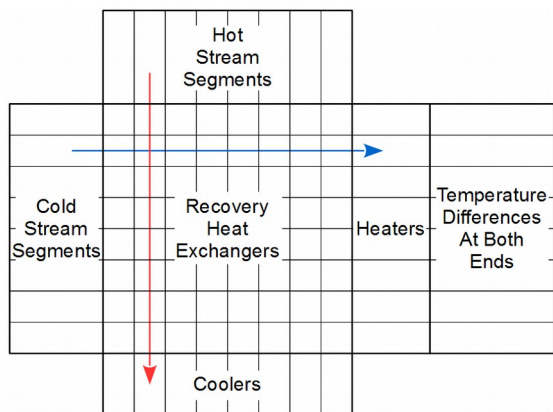 Hot
Stream
Segments
Cold
Stream
Segments
Recovery
Heat
Exchangers
Heaters
Temperature
Differences
At Both
Ends
Coolers